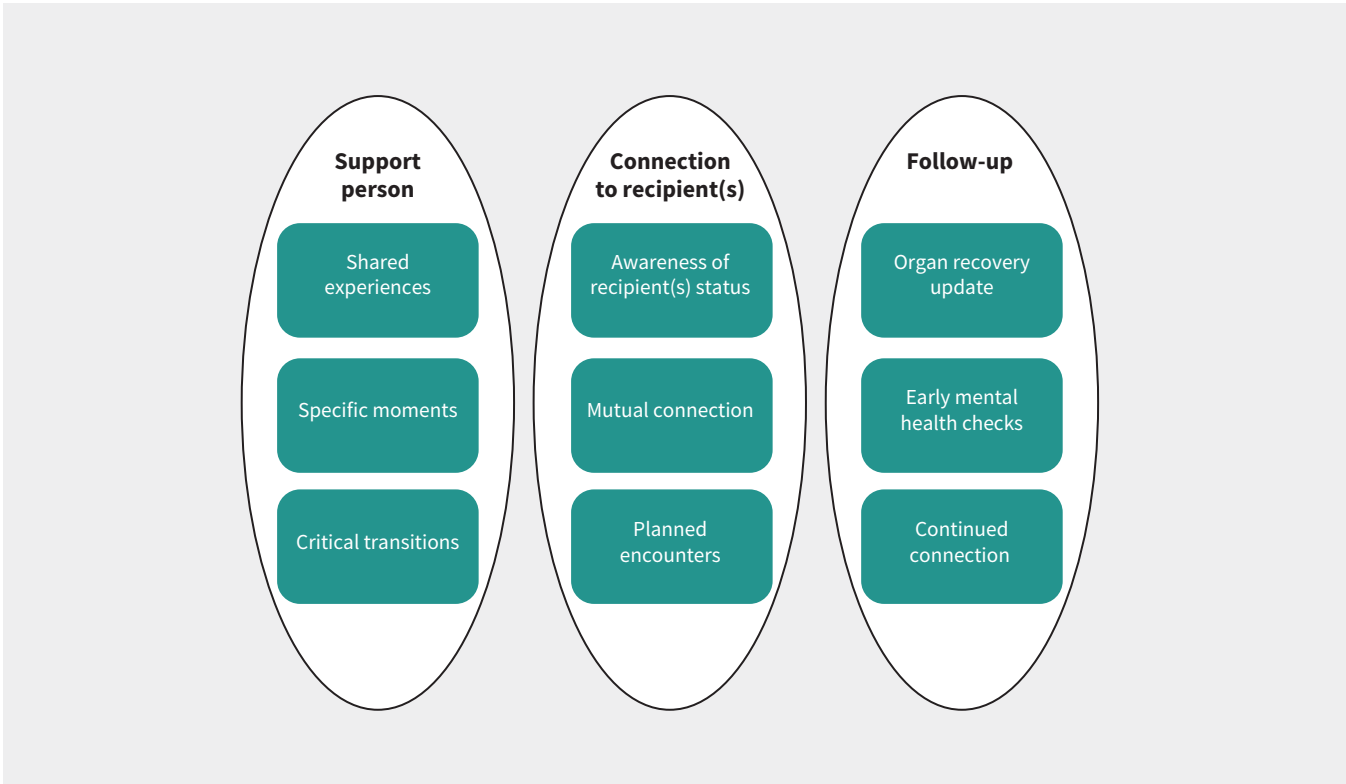 Support
person
Shared
experiences
Specific moments
Critical transitions
Connection
to recipient(s)
Awareness of
recipient(s) status
Mutual connection
Planned
encounters
Follow-up
Organ recovery
update
Early mental
health checks
Continued
connection